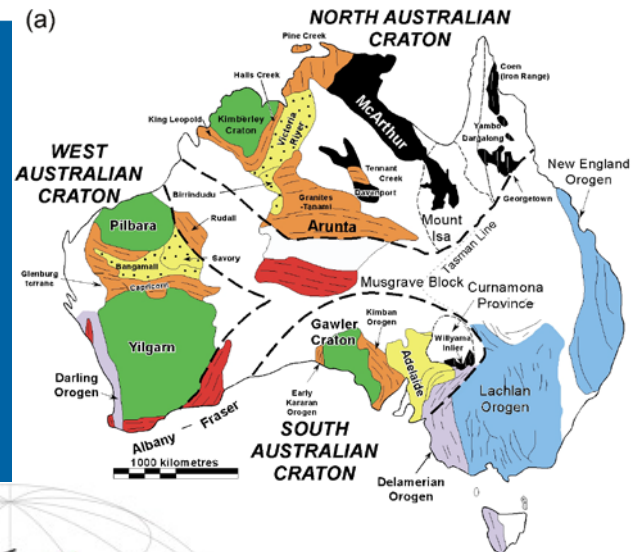 (a)
NORTH AUSTRALIAN
CRATON
Pine Creek
Halls Creek
Coen
(Iron Range)
King Leopold
Kimberley
Craton
Victoria
River
McArthur
Yambo
Dargalong
WEST
AUSTRALIAN
CRATON
Tennant
Creek
Davenport
New England
Orogen
Birrindudu
Granites
-Tanami
Georgetown
Mount
Isa
Pilbara
Rudall
Arunta
Tasman Line
Savory
Bangamall
Musgrave Block
Glenburg
Terrane
Capricorn
Curnamona
Province
Kimban
Orogen
Gawler
Craton
Willyama
Inlier
Yilgarn
Adelaide
Darling
Orogen
Early
Kararan
Orogen
Lachlan
Orogen
Albany – Fraser
SOUTH
AUSTRALIAN
CRATON
1000 kilometres
Delamerian
Orogen